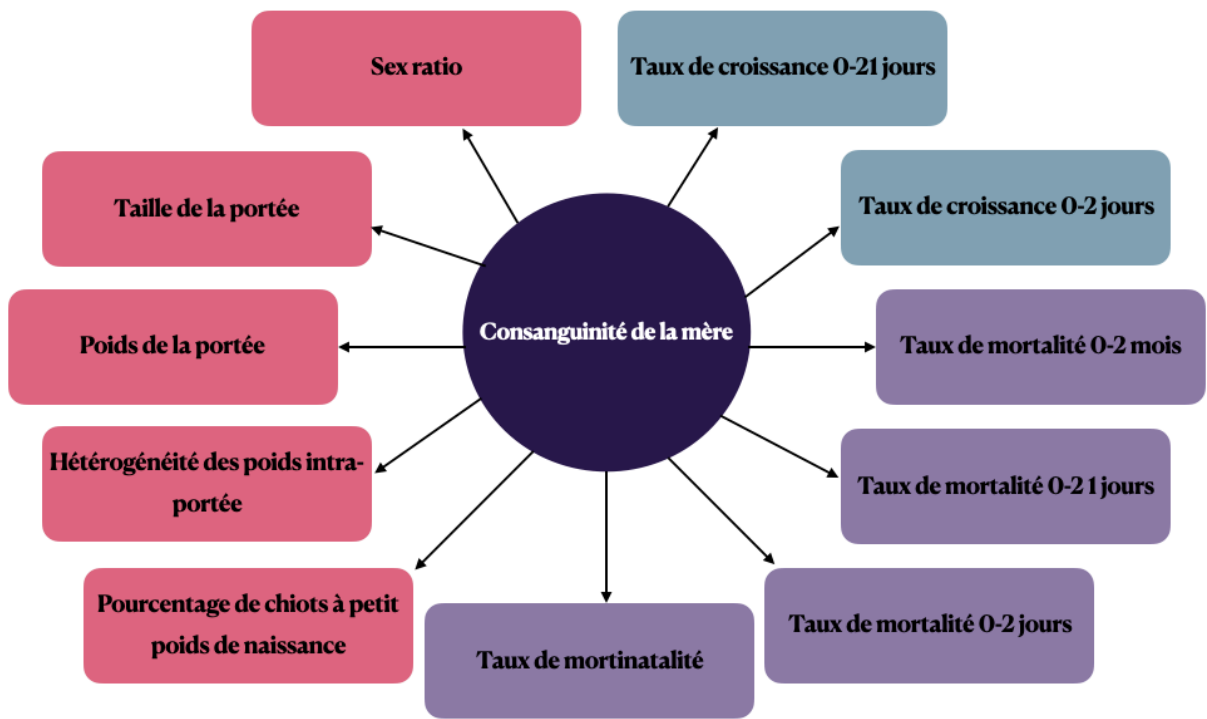 Sex ratio
Taux de croissance 0-21 jours
Taille de la portée
Taux de croissance 0-2 jours
Poids de la portée
Consanguinité de la mère
Taux de mortalité 0-2 mois
Hétérogénéité des poids intra-
portée
Taux de mortalité 0-2 1 jours
Pourcentage de chiots à petit
poids de naissance
Taux de mortinatalité
Taux de mortalité 0-2 jours